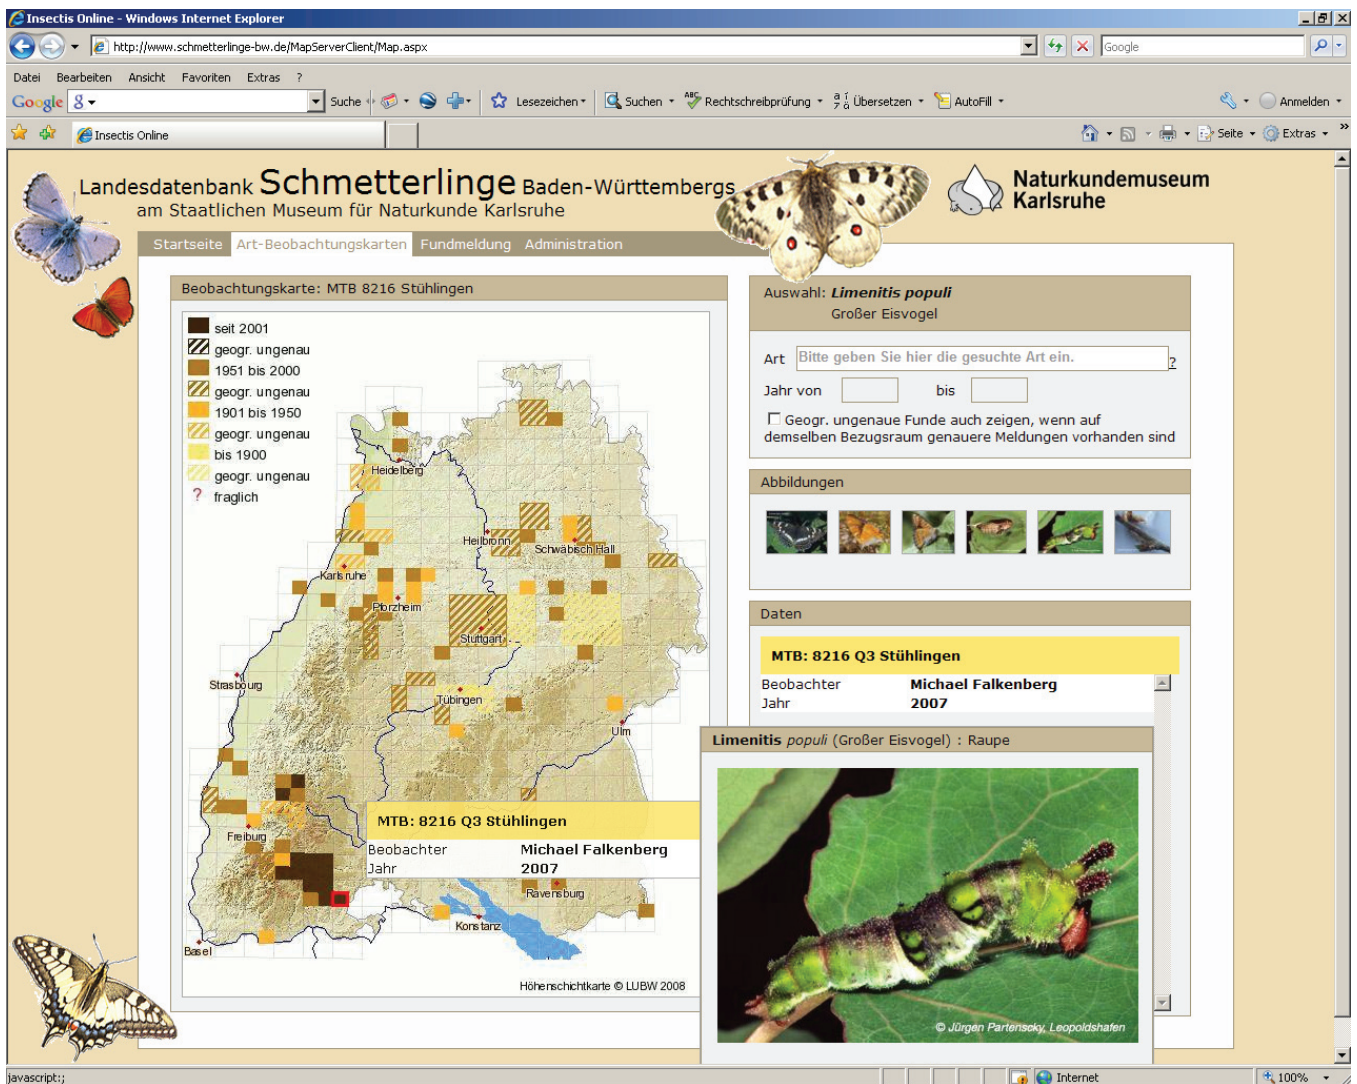 Insectis Online - Windows Internet Explorer
http://www.schmetterlinge-bw.de/MapServerClient/Map.aspx
Google
Datei Bearbeiten Ansicht Favoriten Extras ?
Google
Suche
Lesezeichen
Suchen
Rechtschreibprüfung
Übersetzen
AutoFill
Anmelden
Insectis Online
Seite
Extras
Landesdatenbank Schmetterlinge Baden-Württembergs
am Staatlichen Museum für Naturkunde Karlsruhe
Naturkundemuseum
Karlsruhe
Startseite Art-Beobachtungskarten Fundmeldung Administration
Beobachtungskarte: MTB 8216 Stühlingen
seit 2001
geogr. ungenau
1951 bis 2000
geogr. ungenau
1901 bis 1950
geogr. ungenau
bis 1900
geogr. ungenau
? fraglich
Heidelberg
Heilbronn
Schwäbisch Hall
Karlsruhe
Pforzheim
Stuttgart
Strasbourg
Tübingen
Ulm
Freiburg
MTB: 8216 Q3 Stühlingen
Beobachter Michael Falkenberg
Jahr 2007
Ravensburg
Konstanz
Basel
Höhenschichtkarte © LUBW 2008
Auswahl: Limenitis populi
Großer Eisvogel
Art Bitte geben Sie hier die gesuchte Art ein. ?
Jahr von bis
Geogr. ungenaue Funde auch zeigen, wenn auf
demselben Bezugsraum genauere Meldungen vorhanden sind
Abbildungen
Daten
MTB: 8216 Q3 Stühlingen
Beobachter Michael Falkenberg
Jahr 2007
Limenitis populi (Großer Eisvogel) : Raupe
© Jürgen Partenscky, Leopoldshafen
javascript:;
Internet
100%